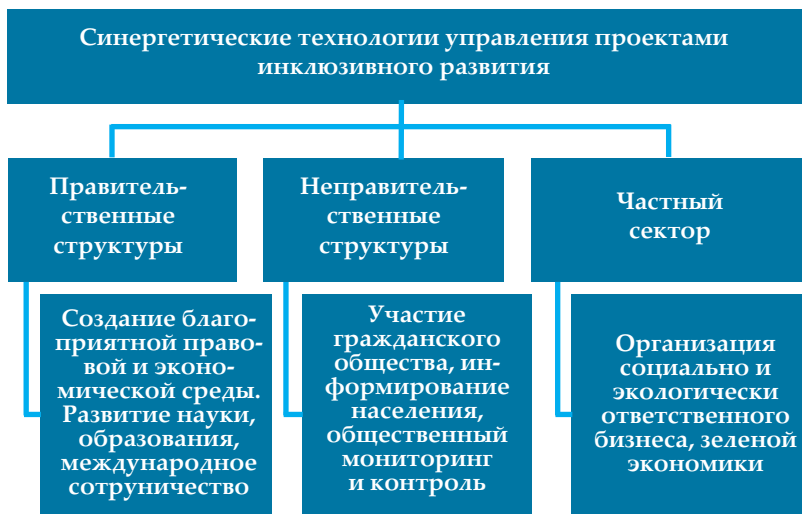 Синергетические технологии управления проектами
инклюзивного развития
Правитель-
ственные
структуры
Неправитель-
ственные
структуры
Частный
сектор
Создание благо-
приятной право-
вой и эконо-
мической среды.
Развитие науки,
образования,
международное
сотруничество
Участие
гражданского
общества, ин-
формирование
населения,
общественный
мониторинг
и контроль
Организация
социально и
экологически
ответственного
бизнеса, зеленой
экономики